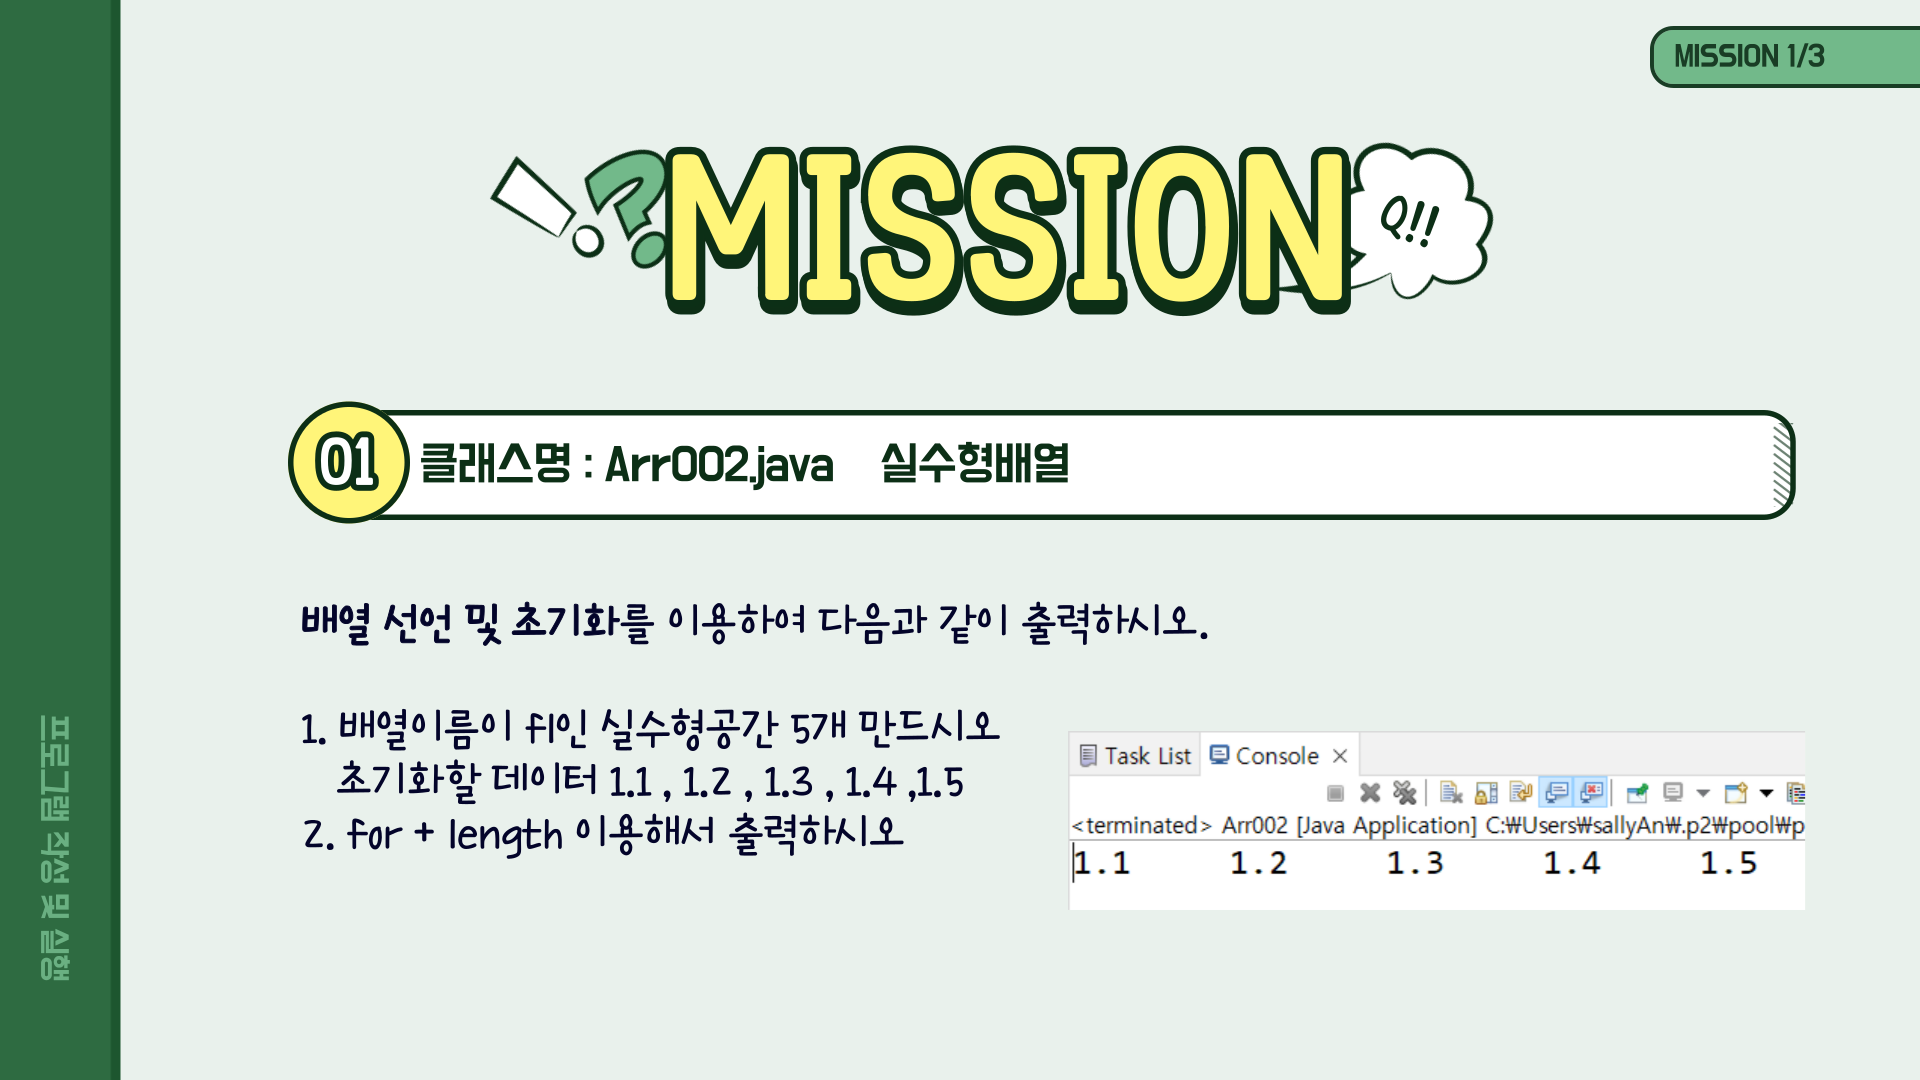 MISSION 1/3
MISSION
Q!!
01 클래스명 : Arr002.java 실수형배열
배열 선언 및 초기화를 이용하여 다음과 같이 출력하시오.
1. 배열이름이 fl인 실수형공간 5개 만드시오
초기화할 데이터 1.1 , 1.2 , 1.3 , 1.4 ,1.5
2. for + length 이용해서 출력하시오
Task List Console
<terminated> Arr002 [Java Application] C:₩Users₩sallyAn₩.p2₩pool₩p
1.1 1.2 1.3 1.4 1.5
프로그램 작성 및 실행